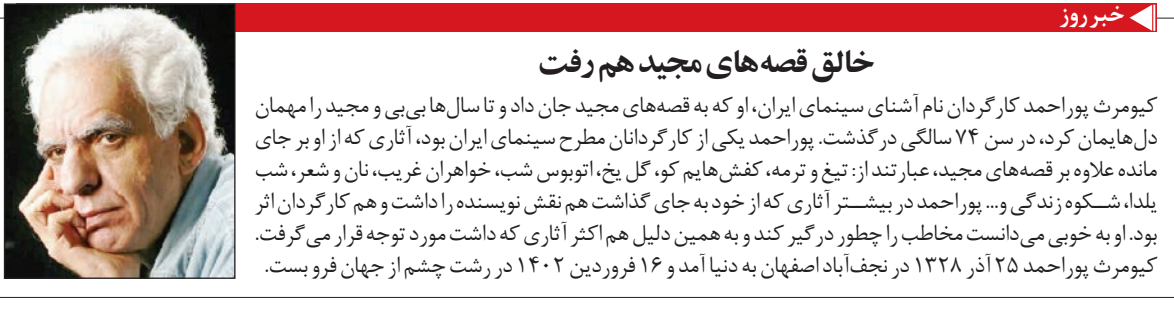 خبر روز
خالق قصه‌های مجید هم رفت
کیومرث پوراحمد کارگردان نام آشنای سینمای ایران، او که به قصه‌های مجید جان داد و تا سال‌ها بی‌بی و مجید را مهمان
دل‌هایمان کرد، در سن ۷۴ سالگی درگذشت. پوراحمد یکی از کارگردانان مطرح سینمای ایران بود، آثاری که از او بر جای
مانده علاوه بر قصه‌های مجید، عبارتند از: تیغ و ترمه، کفش‌هایم کو، گل یخ، اتوبوس شب، خواهران غریب، نان و شعر، شب
یلدا، شکوه زندگی و... پوراحمد در بیشتر آثاری که از خود به جای گذاشت هم نقش نویسنده را داشت و هم کارگردان اثر
بود. او به خوبی می‌دانست مخاطب را چطور درگیر کند و به همین دلیل هم اکثر آثاری که داشت مورد توجه قرار می‌گرفت.
کیومرث پوراحمد ۲۵ آذر ۱۳۲۸ در نجف‌آباد اصفهان به دنیا آمد و ۱۶ فروردین ۱۴۰۲ در رشت چشم از جهان فرو بست.